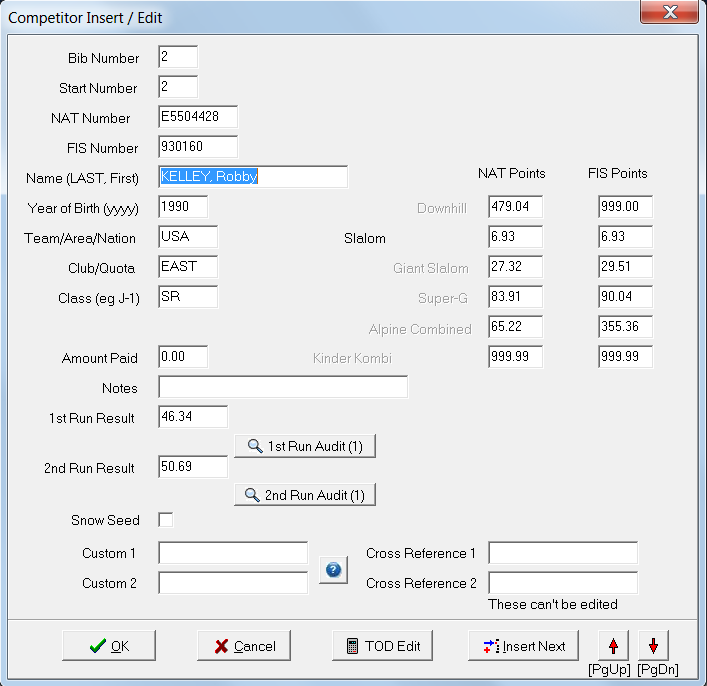 Competitor Insert / Edit
Bib Number 2
Start Number 2
NAT Number E5504428
FIS Number 930160
Name (LAST, First) KELLEY, Robby NAT Points FIS Points
Year of Birth (yyyy) 1990 Downhill 479.04 999.00
Team/Area/Nation USA Slalom 6.93 6.93
Club/Quota EAST Giant Slalom 27.32 29.51
Class (eg J-1) SR Super-G 83.91 90.04
Alpine Combined 65.22 355.36
Amount Paid 0.00 Kinder Kombi 999.99 999.99
Notes
1st Run Result 46.34
1st Run Audit (1)
2nd Run Result 50.69
2nd Run Audit (1)
Snow Seed
Custom 1 Cross Reference 1
Custom 2 ? Cross Reference 2
These can't be edited
OK Cancel TOD Edit Insert Next
[PgUp] [PgDn]